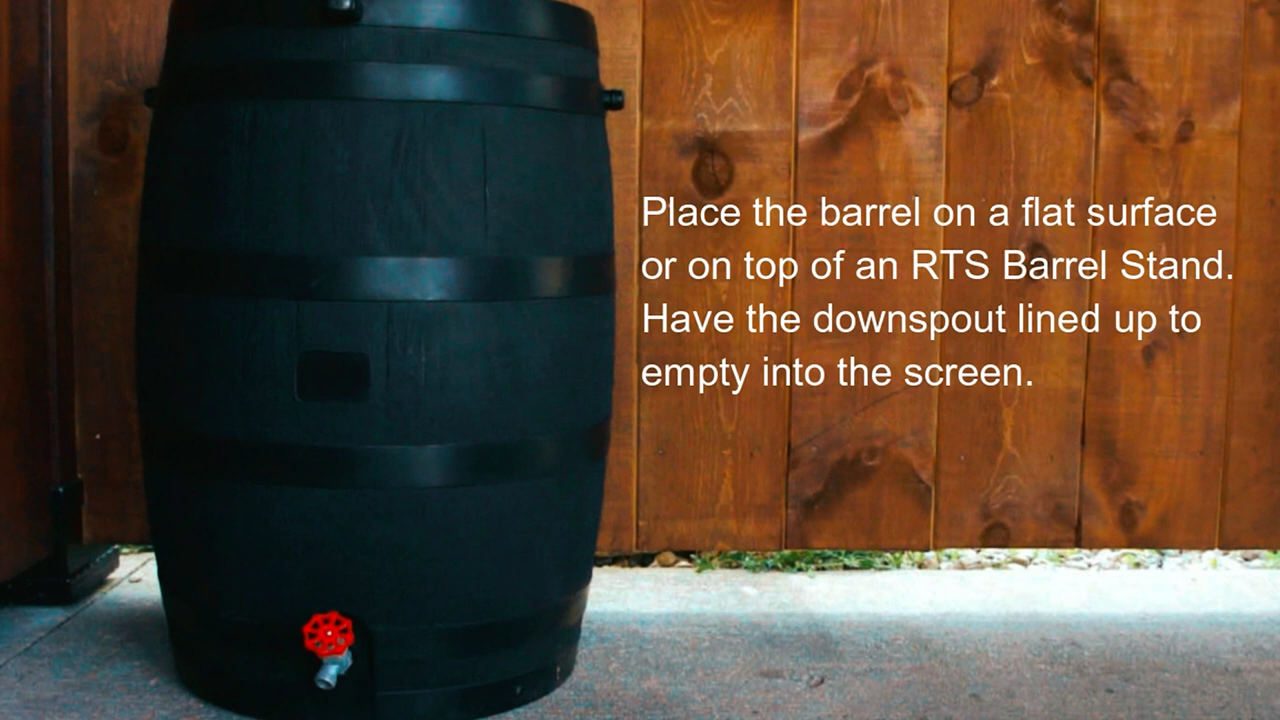 Place the barrel on a flat surface
or on top of an RTS Barrel Stand.
Have the downspout lined up to
empty into the screen.